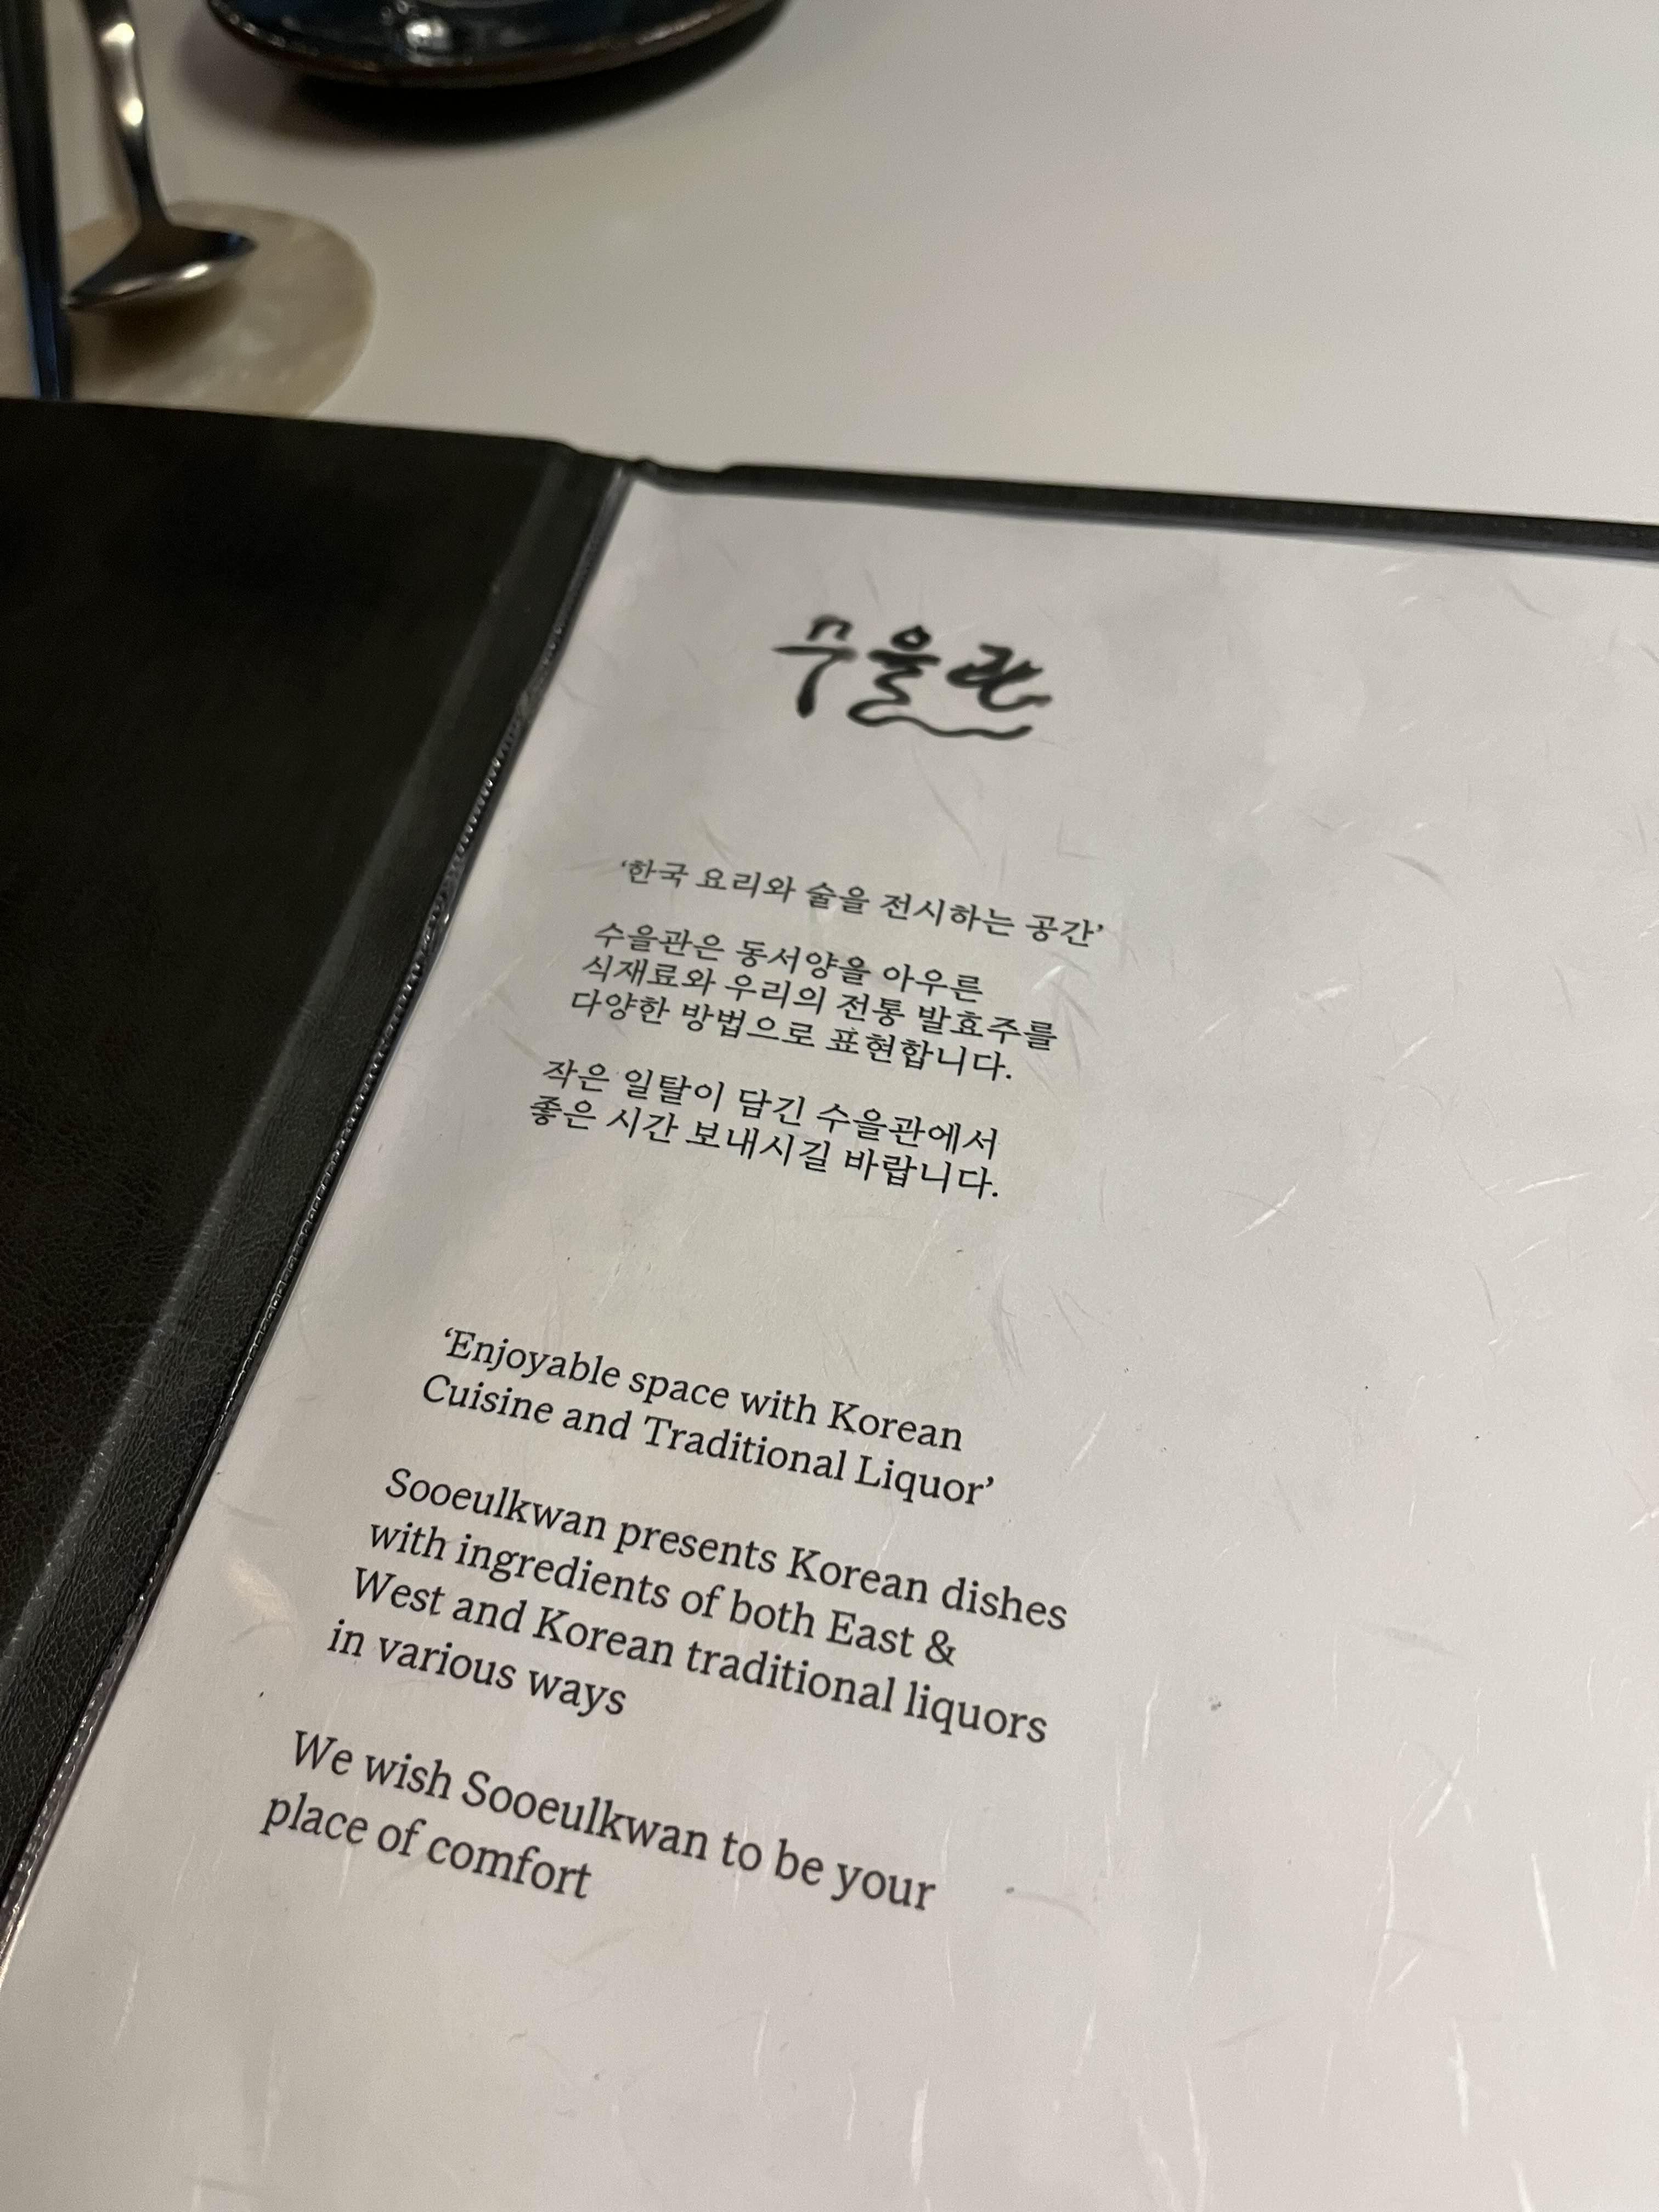 수을관
‘한국 요리와 술을 전시하는 공간’
수을관은 동서양을 아우른
식재료와 우리의 전통 발효주를
다양한 방법으로 표현합니다.
작은 일탈이 담긴 수을관에서
좋은 시간 보내시길 바랍니다.
‘Enjoyable space with Korean
Cuisine and Traditional Liquor’
Sooeulkwan presents Korean dishes
with ingredients of both East &
West and Korean traditional liquors
in various ways
We wish Sooeulkwan to be your
place of comfort